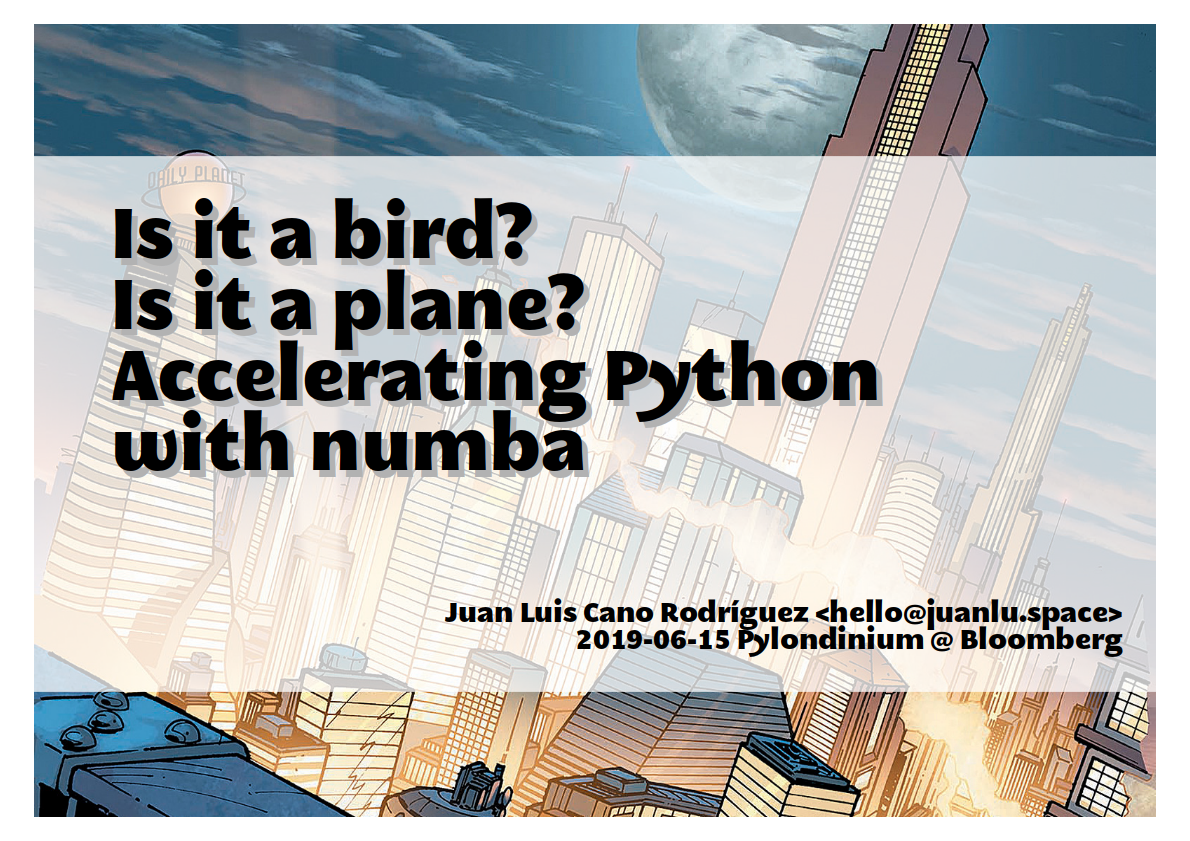 DAILY PLANET
Is it a bird?
Is it a plane?
Accelerating Python
with numba
Juan Luis Cano Rodríguez <hello@juanlu.space>
2019-06-15 Pylondinium @ Bloomberg